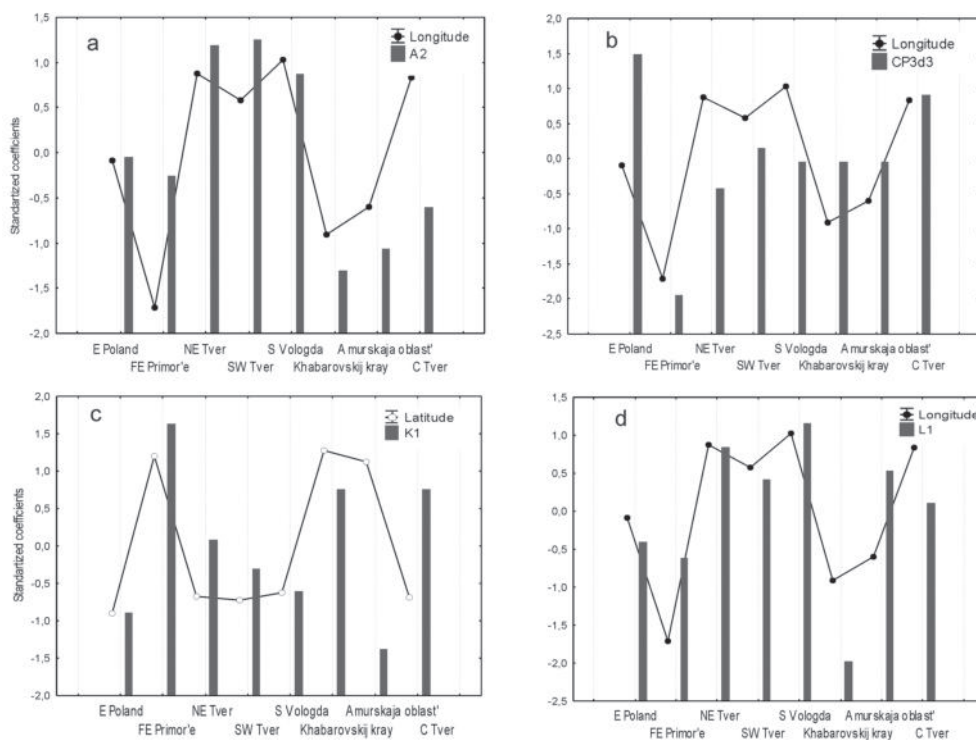 a
Longitude
A2
Standartized coefficients
1,5
1,0
0,5
0,0
-0,5
-1,0
-1,5
-2,0
E Poland
NE Tver
S Vologda
Amurskaja oblast'
FE Primor'e
SW Tver
Khabarovskij kray
C Tver
b
Longitude
CP3d3
2,0
1,5
1,0
0,5
0,0
-0,5
-1,0
-1,5
-2,0
-2,5
E Poland
NE Tver
S Vologda
Amurskaja oblast'
FE Primor'e
SW Tver
Khabarovskij kray
C Tver
c
Latitude
K1
Standartized coefficients
2,0
1,5
1,0
0,5
0,0
-0,5
-1,0
-1,5
-2,0
E Poland
NE Tver
S Vologda
Amurskaja oblast'
FE Primor'e
SW Tver
Khabarovskij kray
C Tver
d
Longitude
L1
1,5
1,0
0,5
0,0
-0,5
-1,0
-1,5
-2,0
-2,5
E Poland
NE Tver
S Vologda
Amurskaja oblast'
FE Primor'e
SW Tver
Khabarovskij kray
C Tver